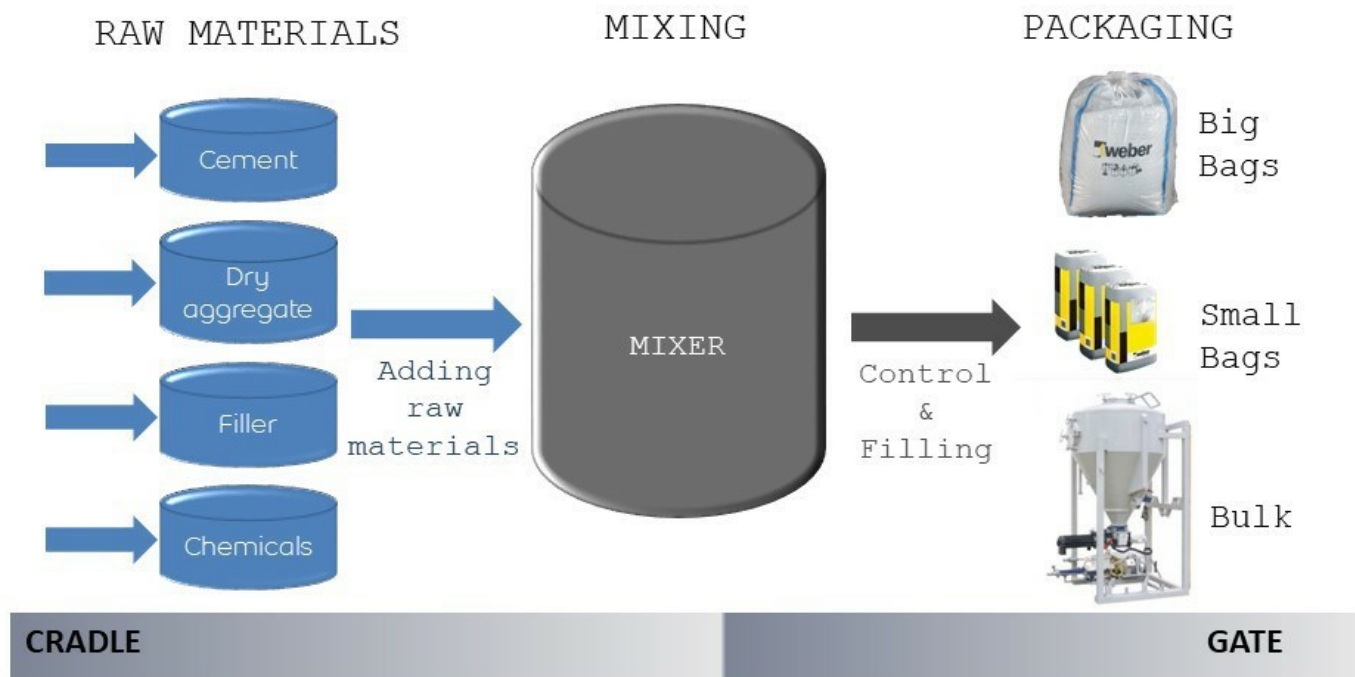 RAW MATERIALS
MIXING
PACKAGING
Cement
Dry
aggregate
Filler
Chemicals
Adding
raw
materials
MIXER
Control
&
Filling
weber
Big
Bags
Small
Bags
Bulk
CRADLE
GATE